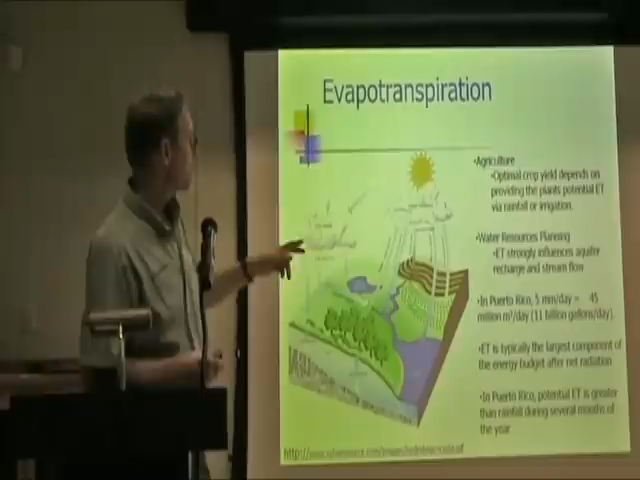 Evapotranspiration
•Agriculture
•Optimal crop yield depends on
providing the plants potential ET
via rainfall or irrigation.
•Water Resources Planning
•ET strongly influences aquifer
recharge and stream flow
•In Puerto Rico, 5 mm/day = 45
million m³/day (11 billion gallons/day).
•ET is typically the largest component of
the energy budget after net radiation
•In Puerto Rico, potential ET is greater
than rainfall during several months of
the year